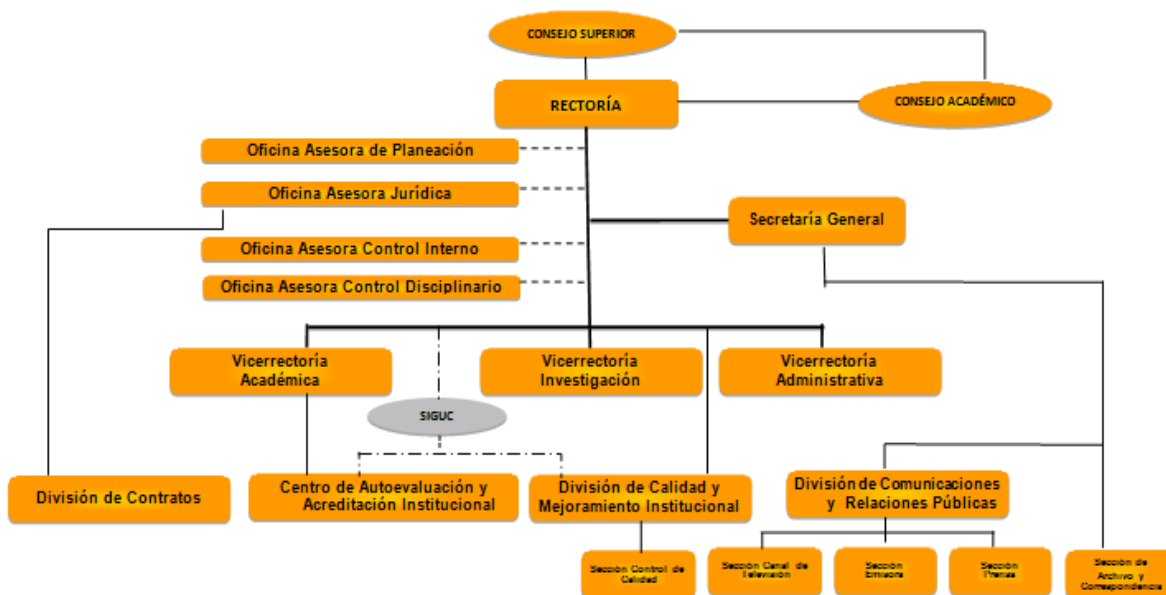 CONSEJO SUPERIOR
RECTORÍA
CONSEJO ACADÉMICO
Oficina Asesora de Planeación
Oficina Asesora Jurídica
Secretaría General
Oficina Asesora Control Interno
Oficina Asesora Control Disciplinario
Vicerrectoría
Académica
Vicerrectoría
Investigación
Vicerrectoría
Administrativa
SIGUC
División de Contratos
Centro de Autoevaluación y
Acreditación Institucional
División de Calidad y
Mejoramiento Institucional
División de Comunicaciones
y Relaciones Públicas
Sección Control de
Calidad
Sección Canal de
Televisión
Sección
Emisora
Sección
Prensa
Sección de
Archivo y
Correspondencia